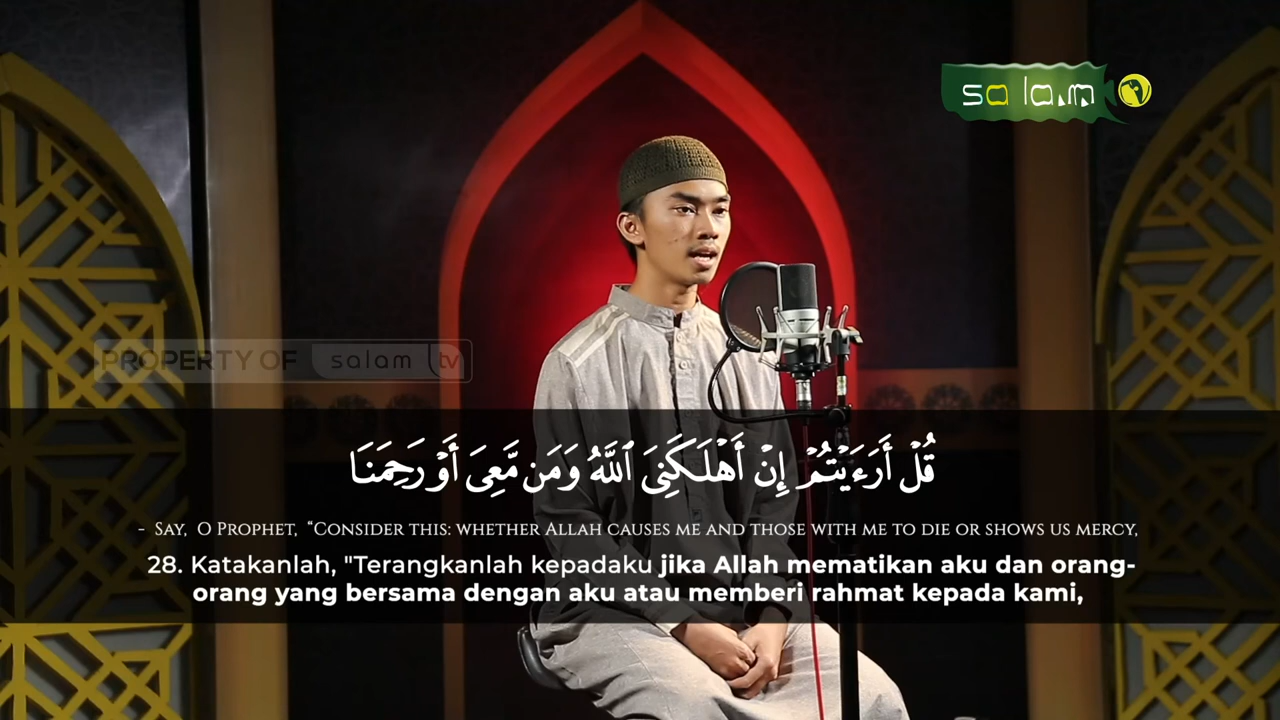 salam
PROPERTY OF salam tv
قُلْ أَرَءَيْتُمْ إِنْ أَهْلَكَنِىَ ٱللَّهُ وَمَن مَّعِىَ أَوْ رَحِمَنَا
- Say, O Prophet, “Consider this: whether Allah causes me and those with me to die or shows us mercy,
28. Katakanlah, "Terangkanlah kepadaku jika Allah mematikan aku dan orang-
orang yang bersama dengan aku atau memberi rahmat kepada kami,